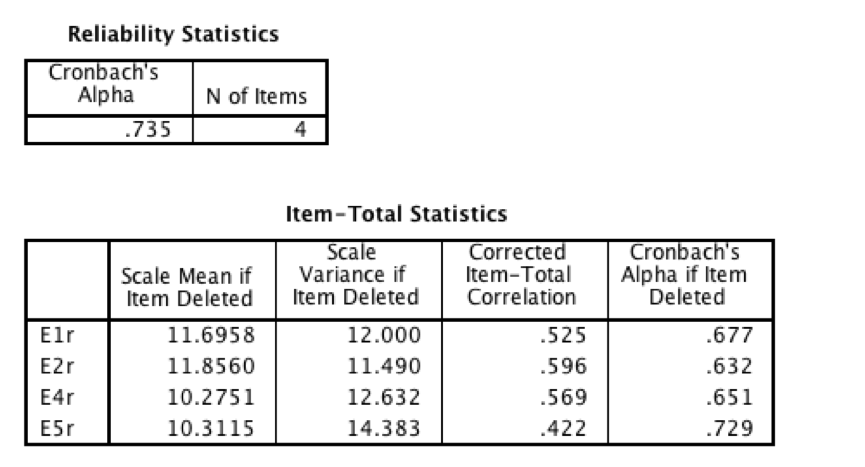 Reliability Statistics
Cronbach's
Alpha N of Items
.735 4
Item-Total Statistics
Scale Mean if Item Deleted Scale Variance if Item Deleted Corrected Item-Total Correlation Cronbach's Alpha if Item Deleted
E1r 11.6958 12.000 .525 .677
E2r 11.8560 11.490 .596 .632
E4r 10.2751 12.632 .569 .651
E5r 10.3115 14.383 .422 .729